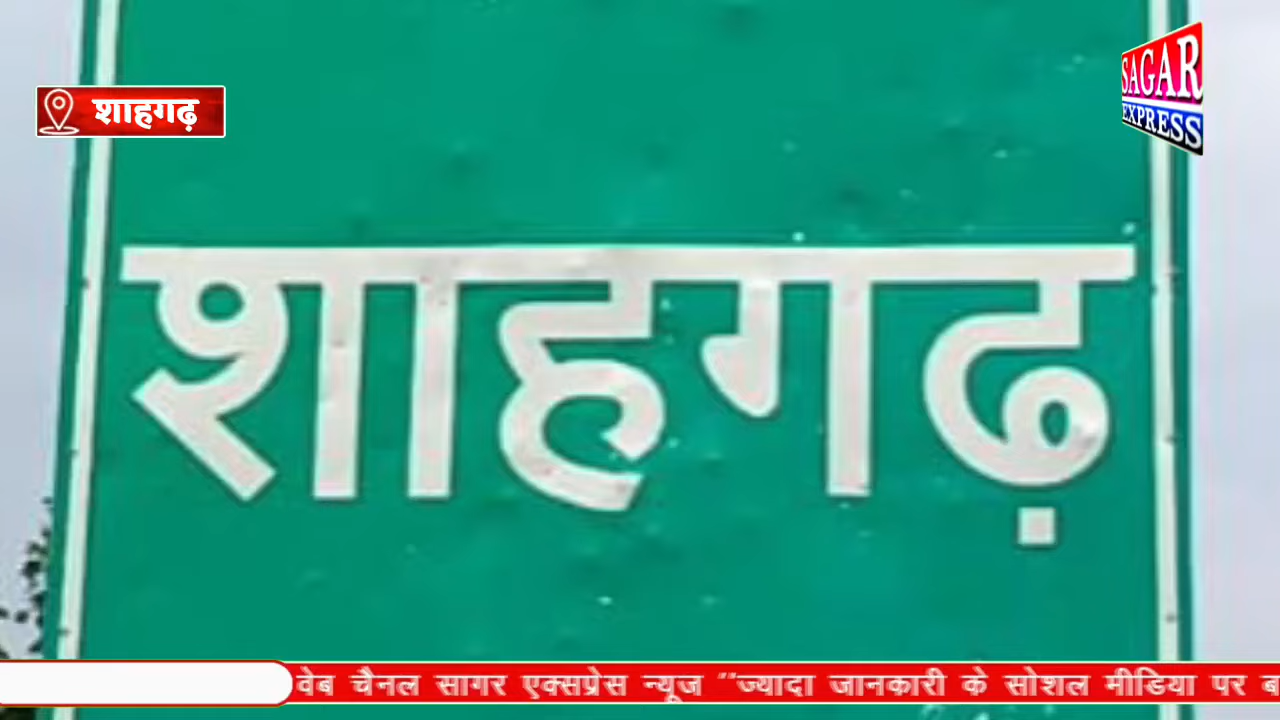 शाहगढ़
SAGAR
EXPRESS
शाहगढ़
वेब चैनल सागर एक्सप्रेस न्यूज "ज्यादा जानकारी के सोशल मीडिया पर